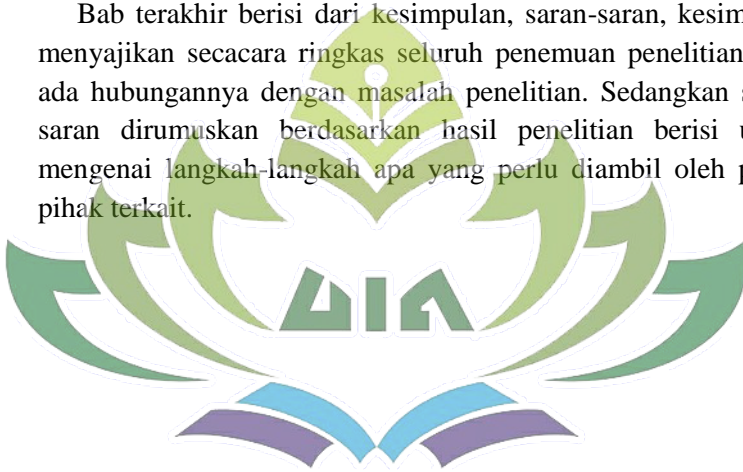 Bab terakhir berisi dari kesimpulan, saran-saran,
menyajikan secacara ringkas seluruh penemuan penelitian
ada hubungannya dengan masalah penelitian. Sedangkan
saran dirumuskan berdasarkan hasil penelitian berisi
mengenai langkah-langkah apa yang perlu diambil oleh
pihak terkait.
UIN